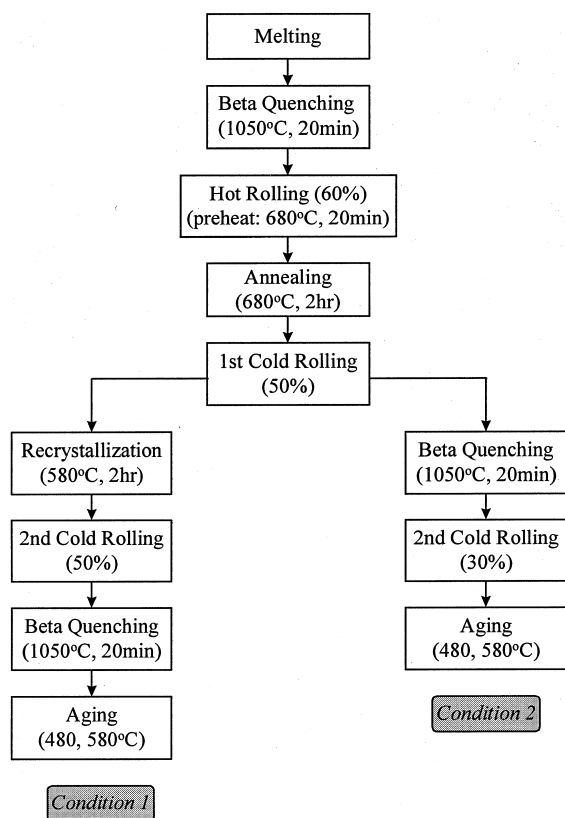 Melting
Beta Quenching
(1050°C, 20min)
Hot Rolling (60%)
(preheat: 680°C, 20min)
Annealing
(680°C, 2hr)
1st Cold Rolling
(50%)
Recrystallization
(580°C, 2hr)
2nd Cold Rolling
(50%)
Beta Quenching
(1050°C, 20min)
Aging
(480, 580°C)
Condition 1
Beta Quenching
(1050°C, 20min)
2nd Cold Rolling
(30%)
Aging
(480, 580°C)
Condition 2